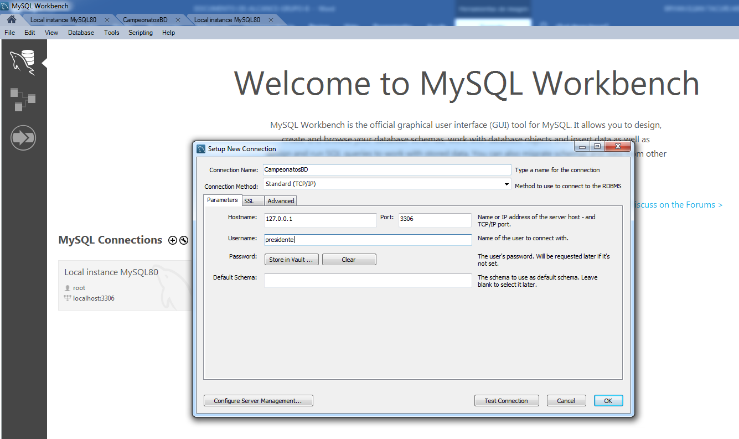 MySQL Workbench
Local instance MySQL80 × CampeonatosBD × Local instance MySQL80 ×
File Edit View Database Tools Scripting Help
Welcome to MySQL Workbench
MySQL Workbench is the official graphical user interface (GUI) tool for MySQL. It allows you to design,
create and browse your database schemas, work with database objects and insert data as well as
from other
Discuss on the Forums >
MySQL Connections
Local instance MySQL80
root
localhost:3306
Setup New Connection
Connection Name: CampeonatosBD Type a name for the connection
Connection Method: Standard (TCP/IP) Method to use to connect to the RDBMS
Parameters SSL Advanced
Hostname: 127.0.0.1 Port: 3306 Name or IP address of the server host - and
TCP/IP port.
Username: presidente Name of the user to connect with.
Password: Store in Vault ... Clear The user's password. Will be requested later if it's
not set.
Default Schema: The schema to use as default schema. Leave
blank to select it later.
Configure Server Management... Test Connection Cancel OK